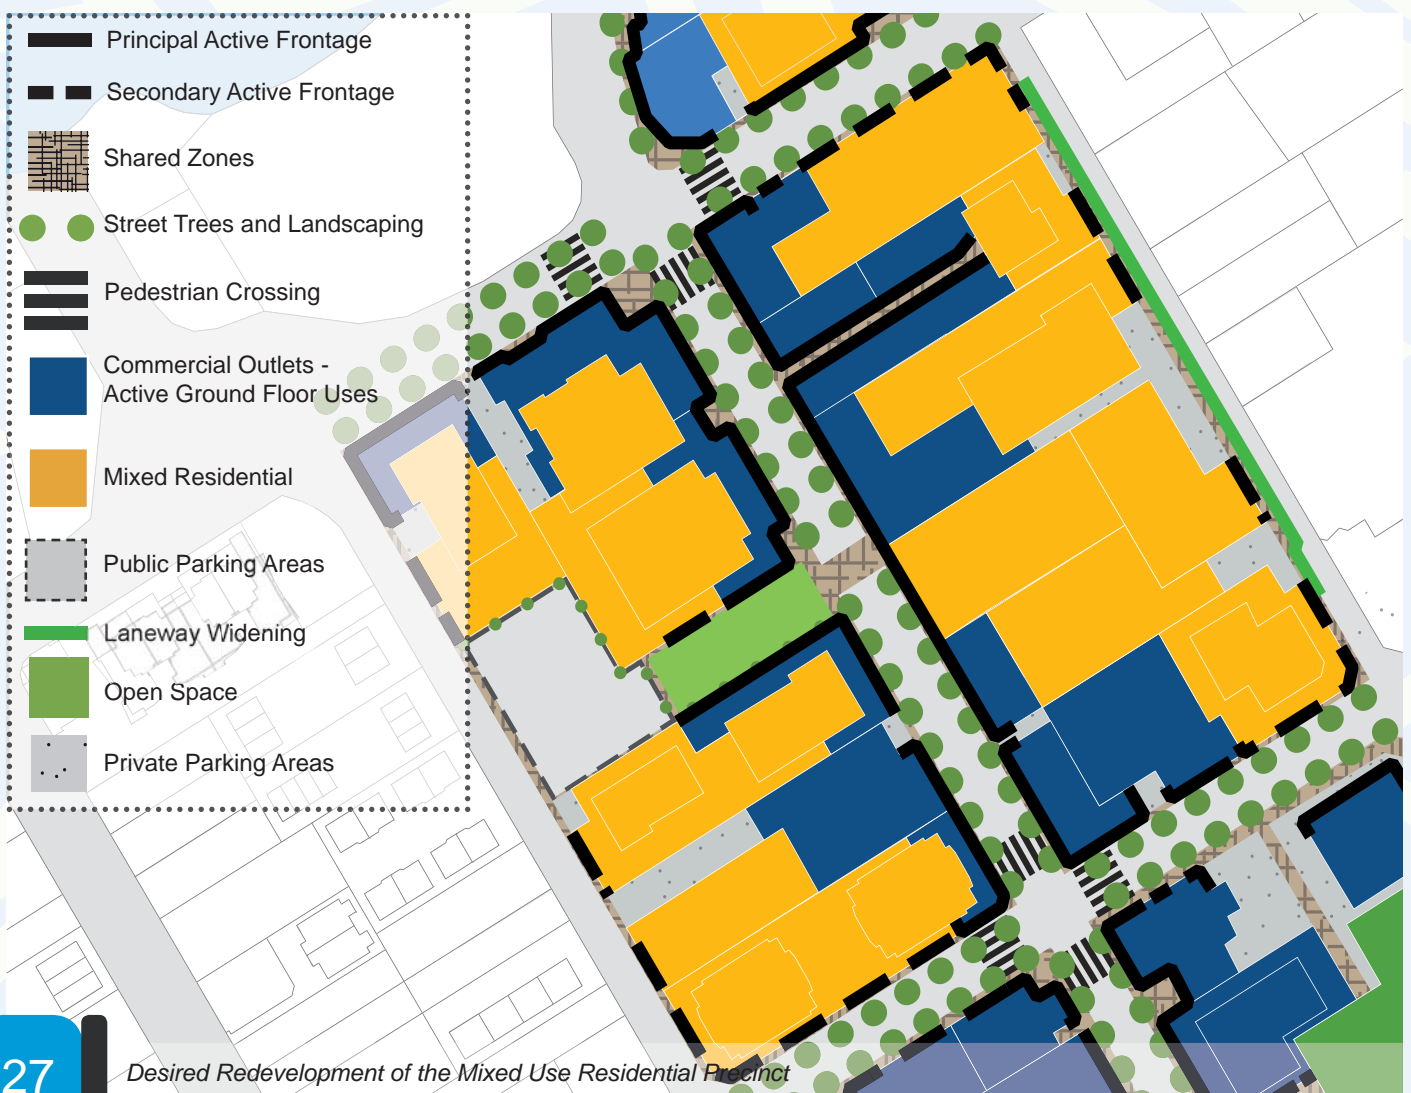 Principal Active Frontage
Secondary Active Frontage
Shared Zones
Street Trees and Landscaping
Pedestrian Crossing
Commercial Outlets -
Active Ground Floor Uses
Mixed Residential
Public Parking Areas
Laneway Widening
Open Space
Private Parking Areas
27
Desired Redevelopment of the Mixed Use Residential Precinct